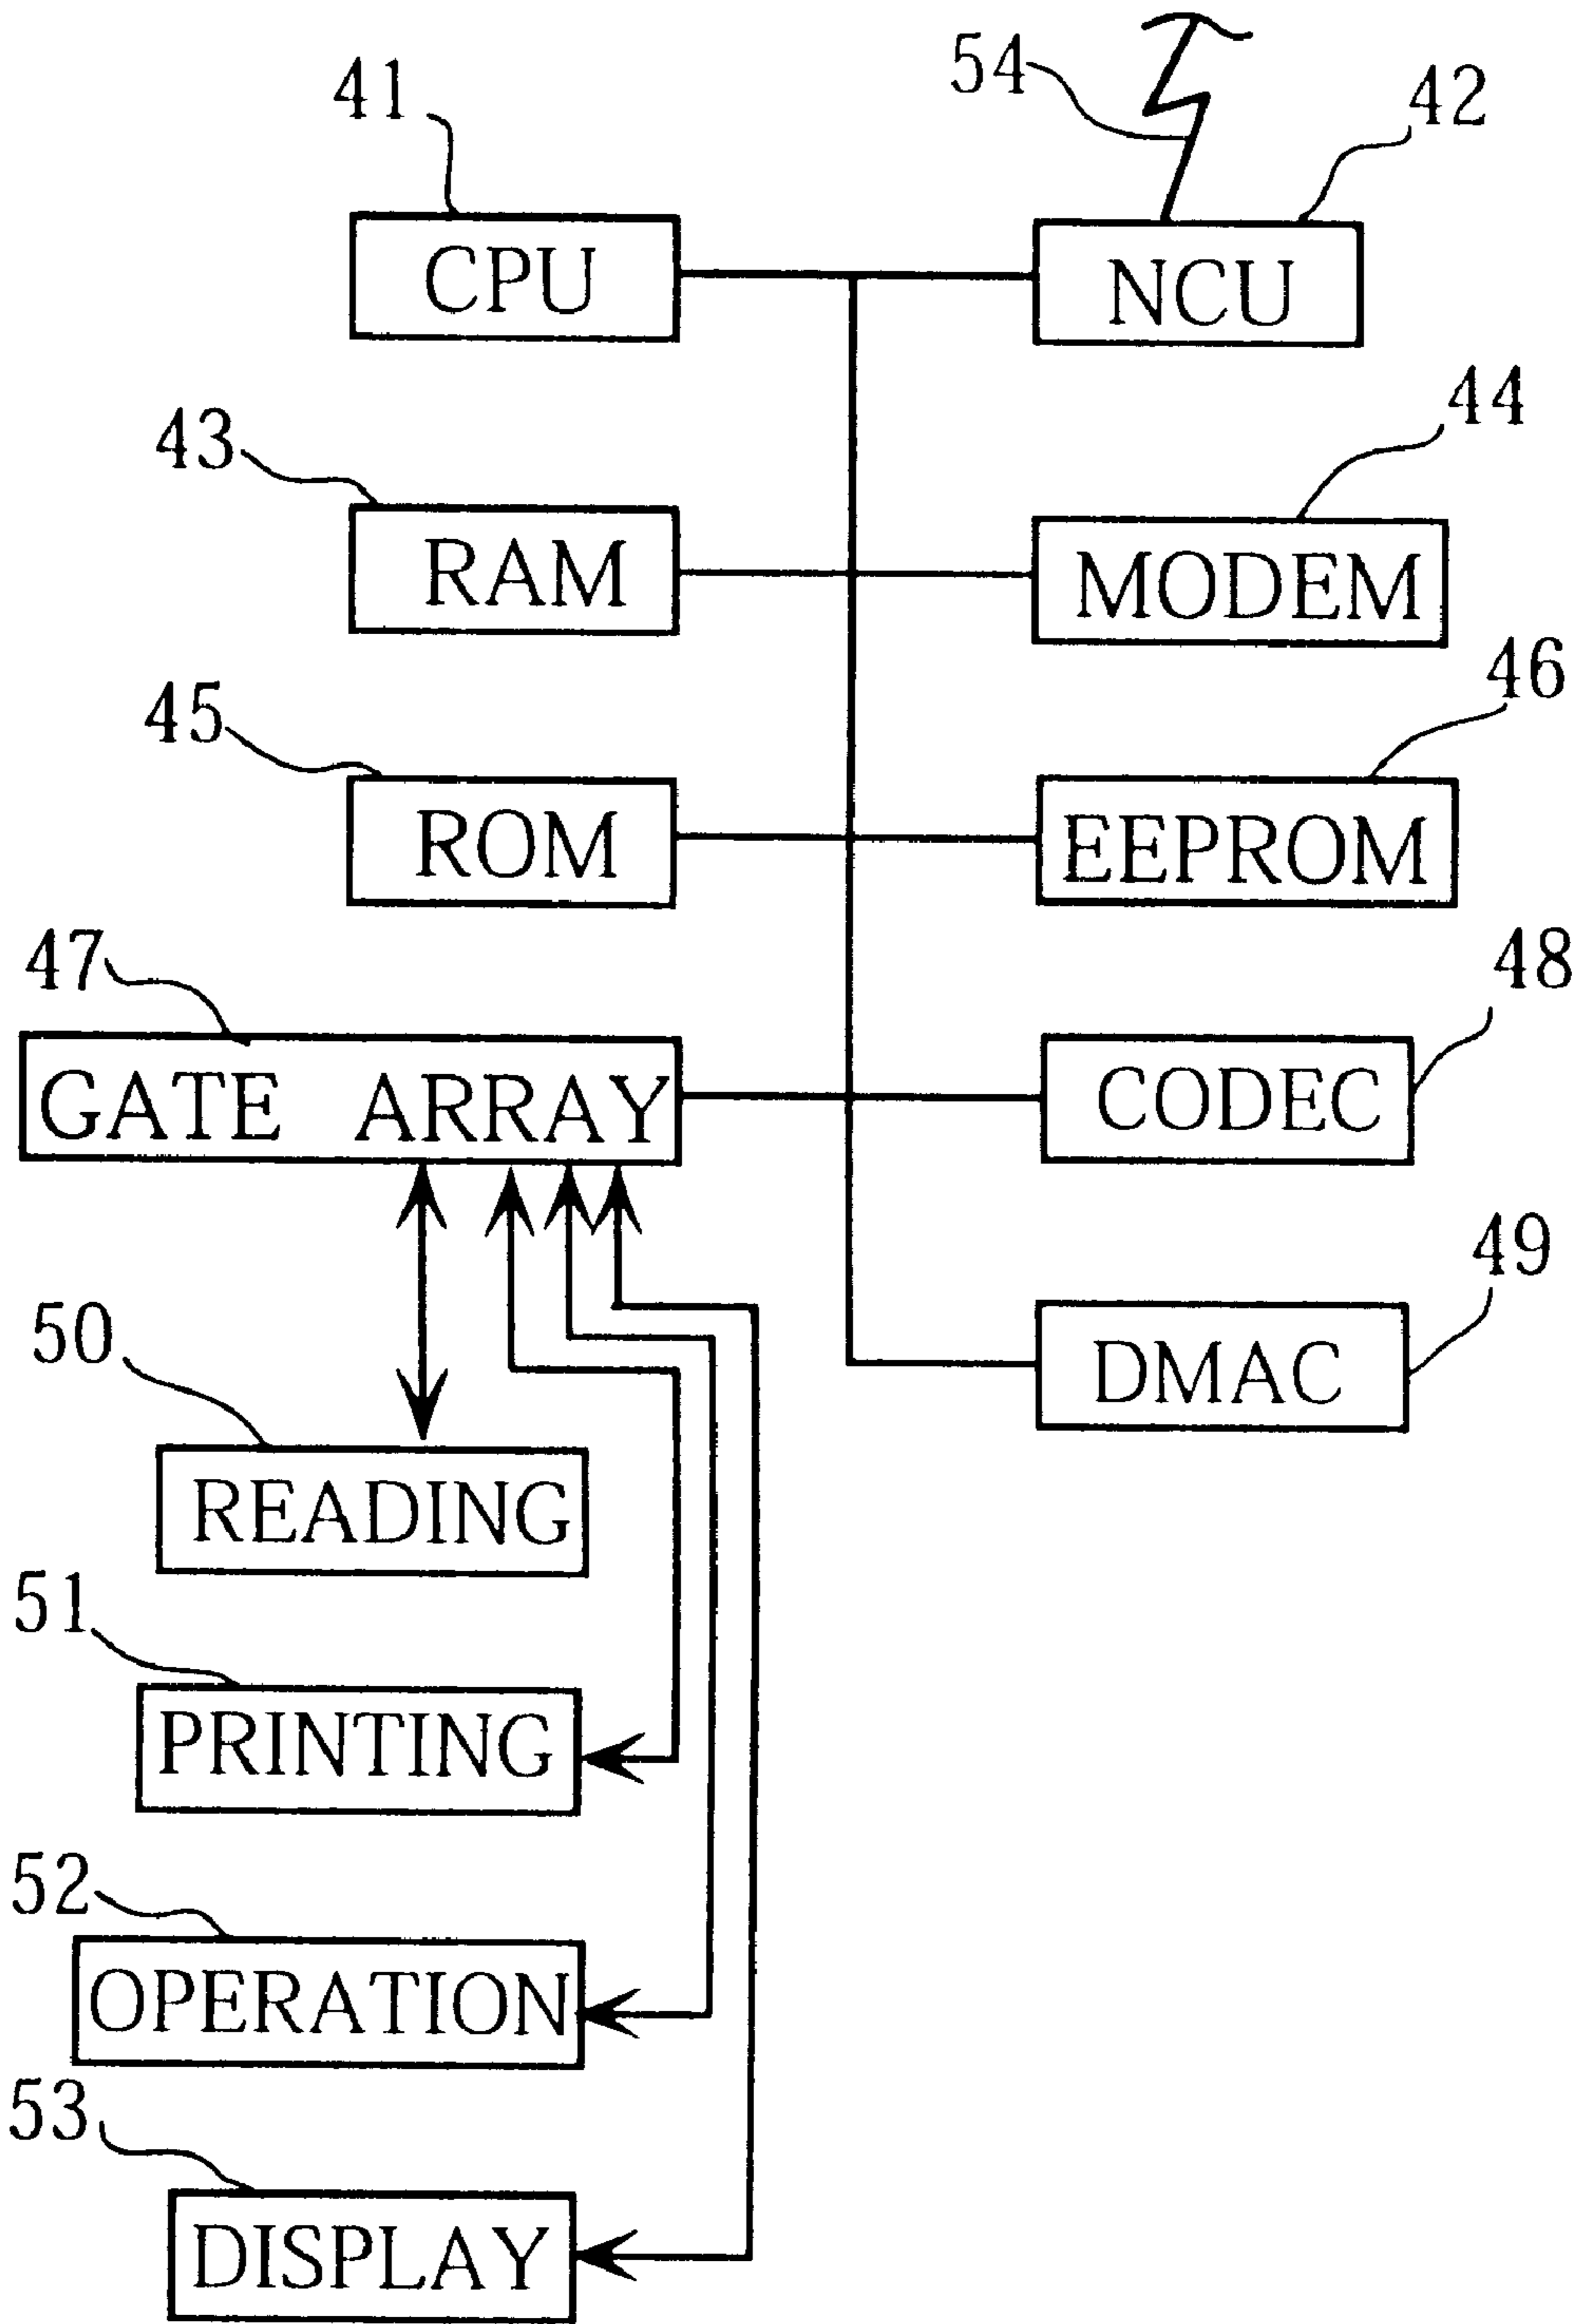 54
41
42
CPU
NCU
43
44
RAM
MODEM
45
46
ROM
EEPROM
47
48
GATE ARRAY
CODEC
49
50
DMAC
READING
51
PRINTING
52
OPERATION
53
DISPLAY